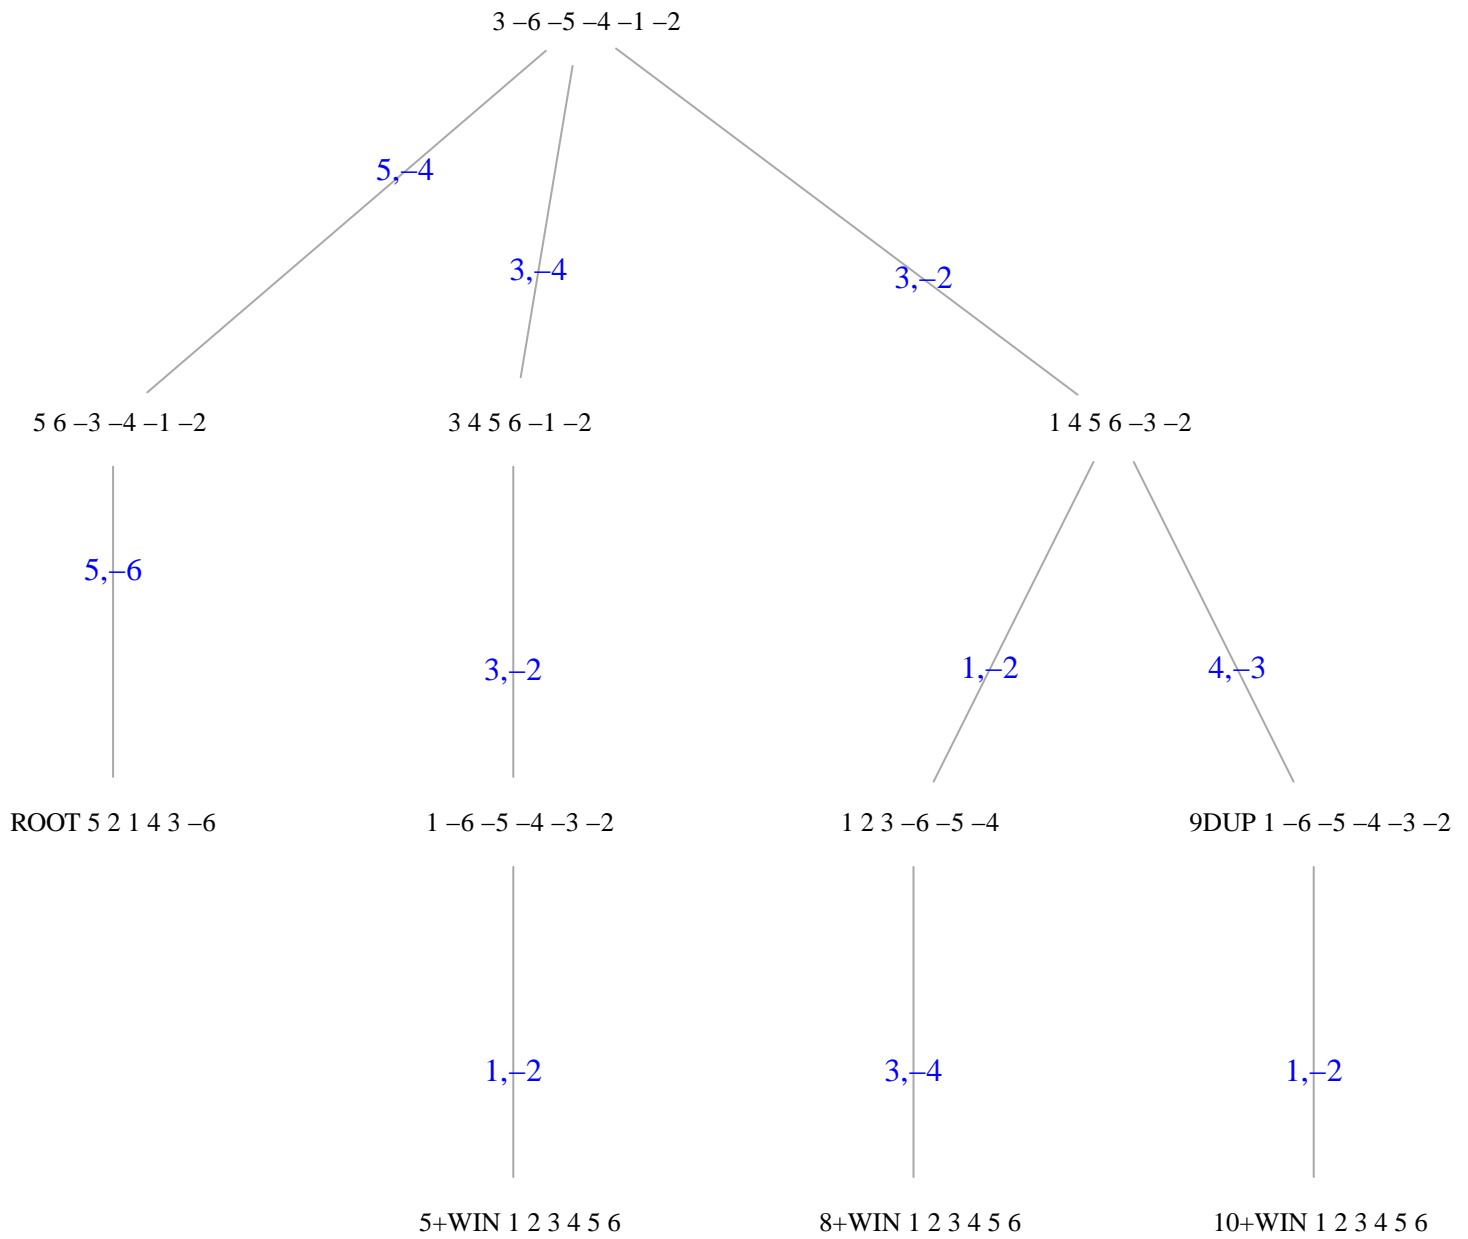 3 –6 –5 –4 –1 –2
5,–4
3,–4
3,–2
5 6 –3 –4 –1 –2
3 4 5 6 –1 –2
1 4 5 6 –3 –2
5,–6
3,–2
1,–2
4,–3
ROOT 5 2 1 4 3 –6
1 –6 –5 –4 –3 –2
1 2 3 –6 –5 –4
9DUP 1 –6 –5 –4 –3 –2
1,–2
3,–4
1,–2
5+WIN 1 2 3 4 5 6
8+WIN 1 2 3 4 5 6
10+WIN 1 2 3 4 5 6